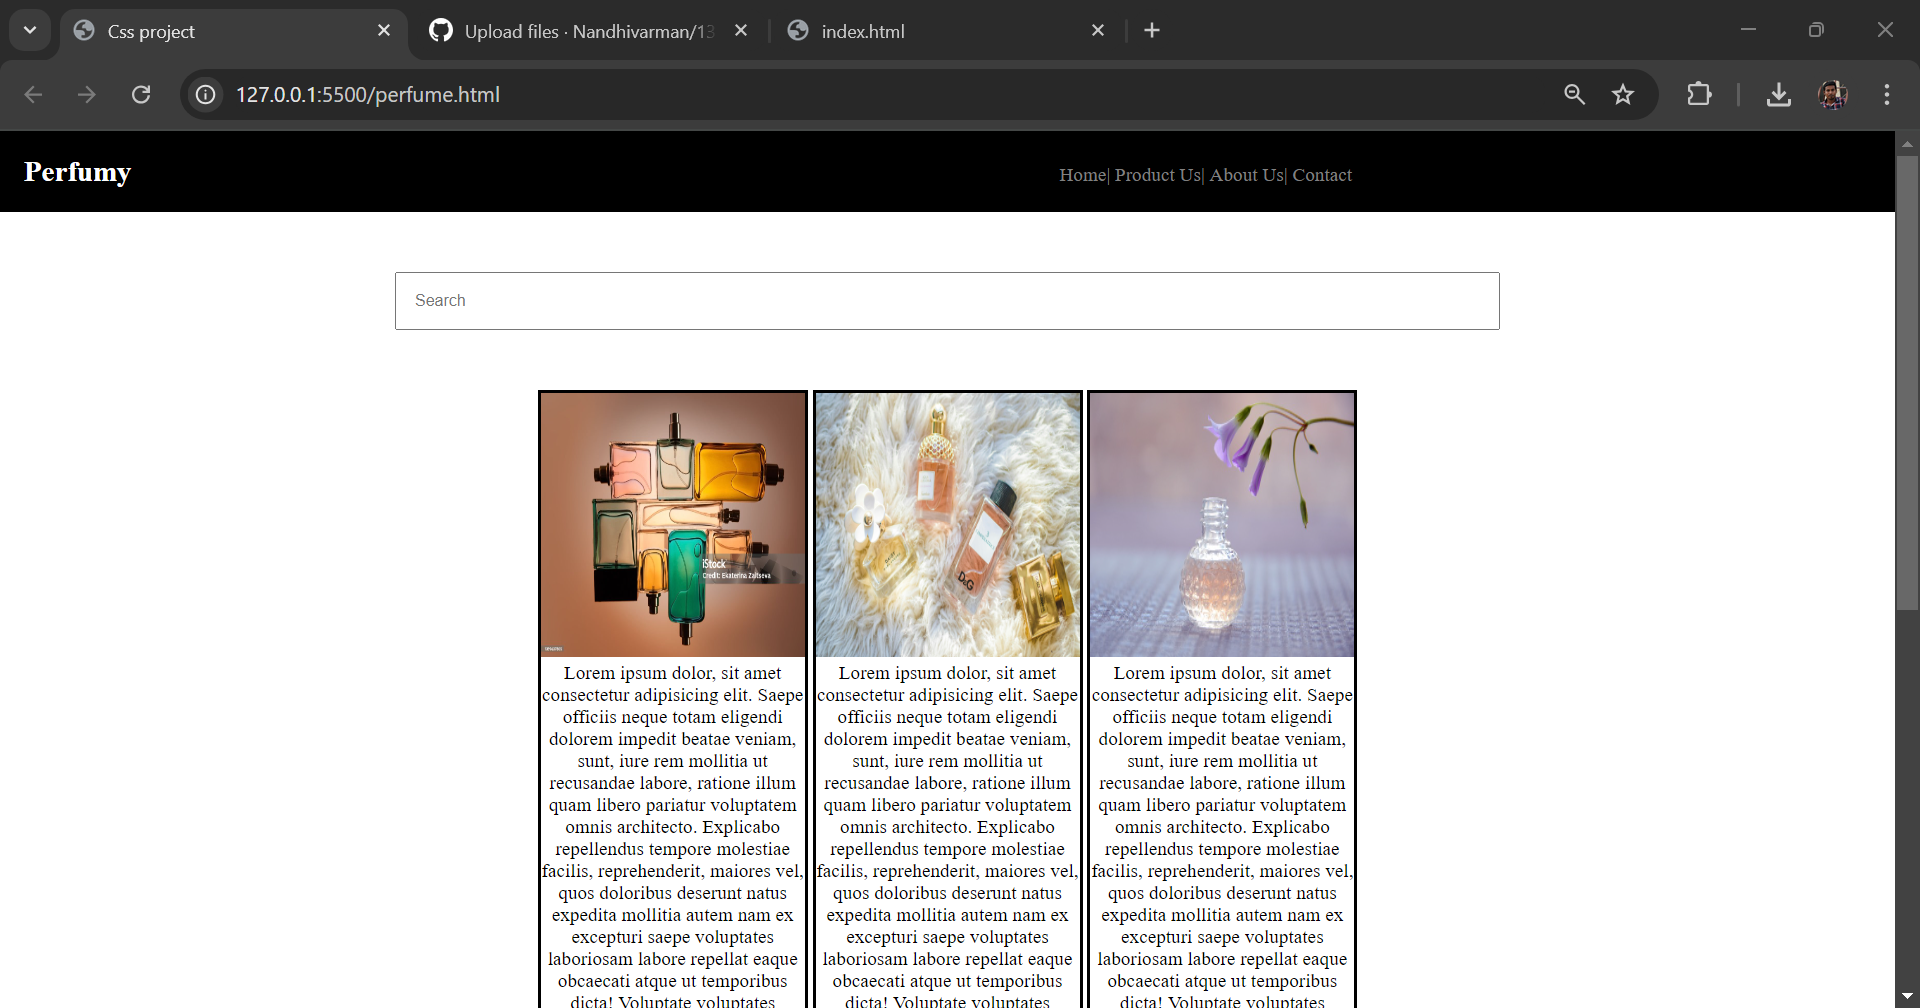 Css project
Upload files · Nandhivarman/13
index.html
127.0.0.1:5500/perfume.html
Perfumy
Home| Product Us| About Us| Contact
Search
iStock
Credit: Ekaterina Zaitseva
D&G
Lorem ipsum dolor, sit amet
consectetur adipisicing elit. Saepe
officiis neque totam eligendi
dolorem impedit beatae veniam,
sunt, iure rem mollitia ut
recusandae labore, ratione illum
quam libero pariatur voluptatem
omnis architecto. Explicabo
repellendus tempore molestiae
facilis, reprehenderit, maiores vel,
quos doloribus deserunt natus
expedita mollitia autem nam ex
excepturi saepe voluptates
laboriosam labore repellat eaque
obcaecati atque ut temporibus
dicta! Voluptate voluptates
Lorem ipsum dolor, sit amet
consectetur adipisicing elit. Saepe
officiis neque totam eligendi
dolorem impedit beatae veniam,
sunt, iure rem mollitia ut
recusandae labore, ratione illum
quam libero pariatur voluptatem
omnis architecto. Explicabo
repellendus tempore molestiae
facilis, reprehenderit, maiores vel,
quos doloribus deserunt natus
expedita mollitia autem nam ex
excepturi saepe voluptates
laboriosam labore repellat eaque
obcaecati atque ut temporibus
dicta! Voluptate voluptates
Lorem ipsum dolor, sit amet
consectetur adipisicing elit. Saepe
officiis neque totam eligendi
dolorem impedit beatae veniam,
sunt, iure rem mollitia ut
recusandae labore, ratione illum
quam libero pariatur voluptatem
omnis architecto. Explicabo
repellendus tempore molestiae
facilis, reprehenderit, maiores vel,
quos doloribus deserunt natus
expedita mollitia autem nam ex
excepturi saepe voluptates
laboriosam labore repellat eaque
obcaecati atque ut temporibus
dicta! Voluptate voluptates